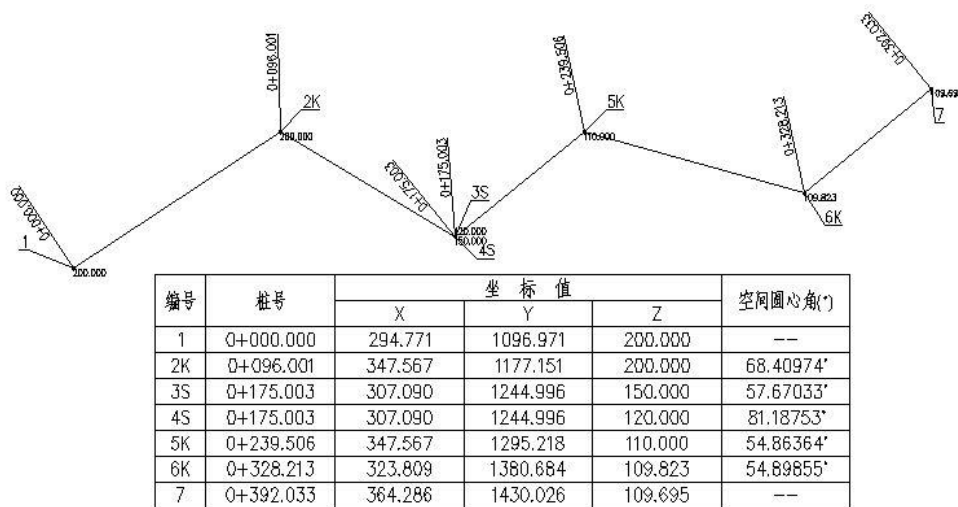 0+096.001
2K
200.000
0+239.506
5K
110.000
0+392.033
7
0+328.213
109.823
6K
0+175.003
0+175.003
3S
120.000
150.000
4S
0+000.000
1
200.000
编号 桩号 坐标值 空间圆心角(°)
X Y Z
1 0+000.000 294.771 1096.971 200.000 --
2K 0+096.001 347.567 1177.151 200.000 68.40974°
3S 0+175.003 307.090 1244.996 150.000 57.67033°
4S 0+175.003 307.090 1244.996 120.000 81.18753°
5K 0+239.506 347.567 1295.218 110.000 54.86364°
6K 0+328.213 323.809 1380.684 109.823 54.89855°
7 0+392.033 364.286 1430.026 109.695 --